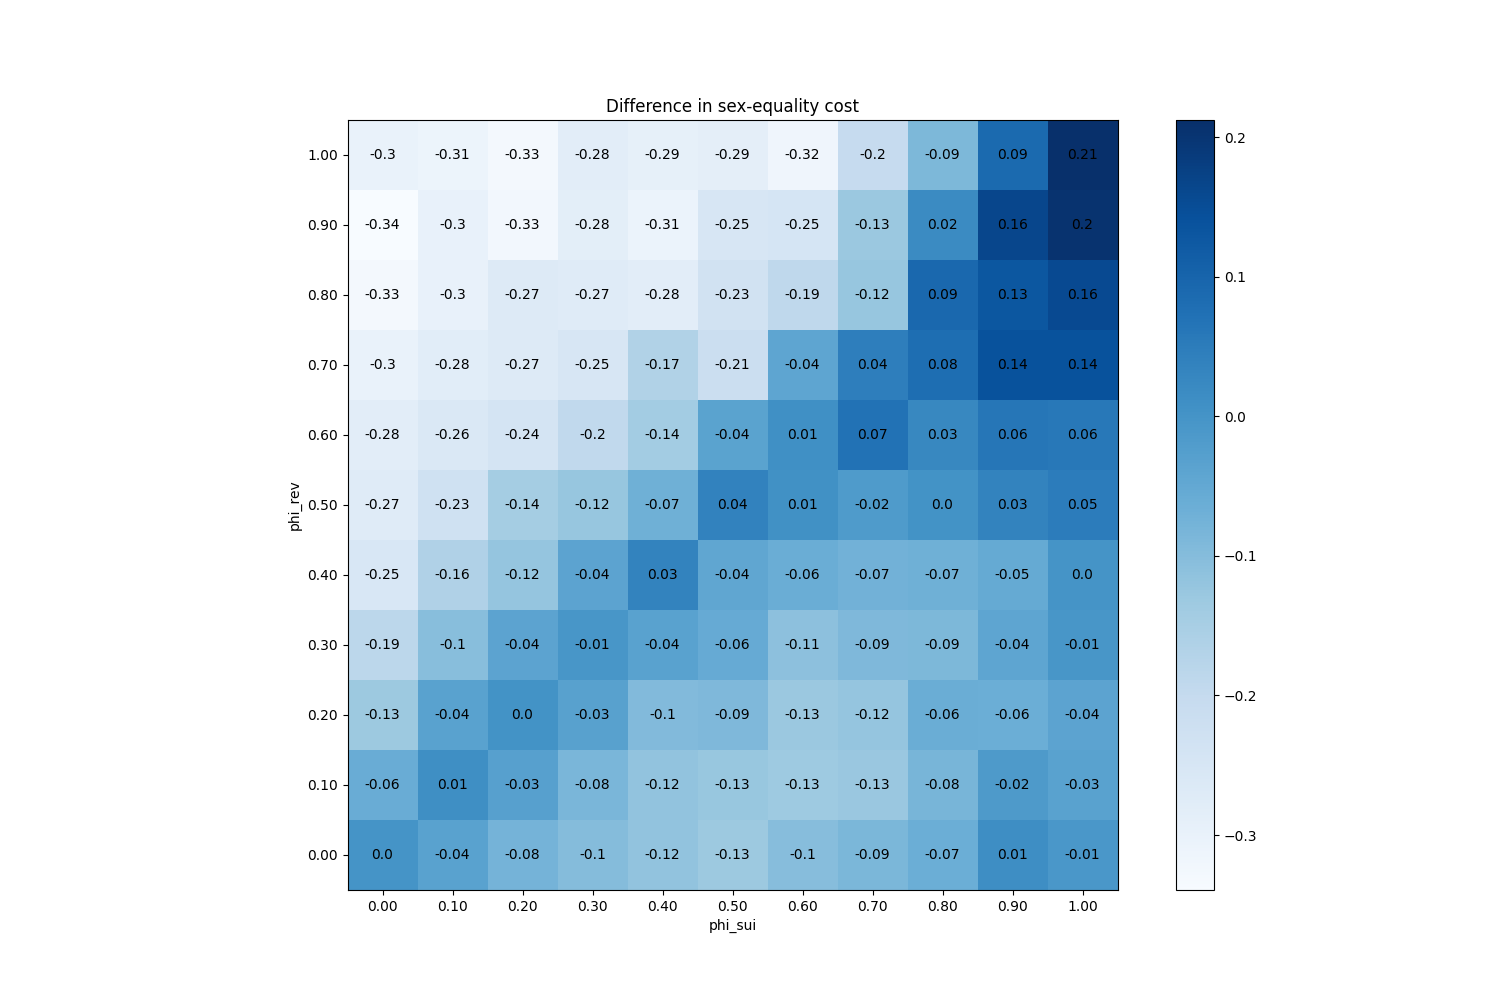 Difference in sex-equality cost
1.00 -0.3 -0.31 -0.33 -0.28 -0.29 -0.29 -0.32 -0.2 -0.09 0.09 0.21
0.90 -0.34 -0.3 -0.33 -0.28 -0.31 -0.25 -0.25 -0.13 0.02 0.16 0.2
0.80 -0.33 -0.3 -0.27 -0.27 -0.28 -0.23 -0.19 -0.12 0.09 0.13 0.16
0.70 -0.3 -0.28 -0.27 -0.25 -0.17 -0.21 -0.04 0.04 0.08 0.14 0.14
0.60 -0.28 -0.26 -0.24 -0.2 -0.14 -0.04 0.01 0.07 0.03 0.06 0.06
phi_rev
0.50 -0.27 -0.23 -0.14 -0.12 -0.07 0.04 0.01 -0.02 0.0 0.03 0.05
0.40 -0.25 -0.16 -0.12 -0.04 0.03 -0.04 -0.06 -0.07 -0.07 -0.05 0.0
0.30 -0.19 -0.1 -0.04 -0.01 -0.04 -0.06 -0.11 -0.09 -0.09 -0.04 -0.01
0.20 -0.13 -0.04 0.0 -0.03 -0.1 -0.09 -0.13 -0.12 -0.06 -0.06 -0.04
0.10 -0.06 0.01 -0.03 -0.08 -0.12 -0.13 -0.13 -0.13 -0.08 -0.02 -0.03
0.00 0.0 -0.04 -0.08 -0.1 -0.12 -0.13 -0.1 -0.09 -0.07 0.01 -0.01
0.00 0.10 0.20 0.30 0.40 0.50 0.60 0.70 0.80 0.90 1.00
phi_sui
0.2
0.1
0.0
−0.1
−0.2
−0.3